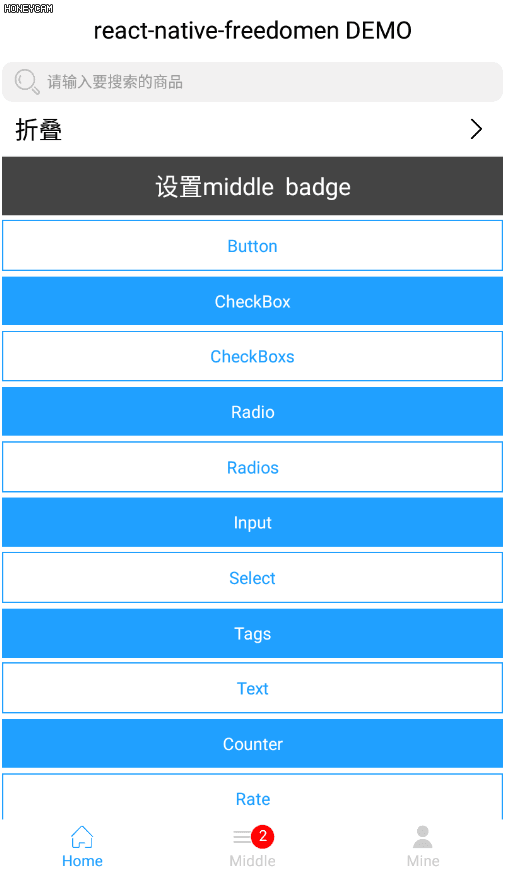 HONEYCAM
react-native-freedomen DEMO
请输入要搜索的商品
折叠
设置middle badge
Button
CheckBox
CheckBoxs
Radio
Radios
Input
Select
Tags
Text
Counter
Rate
2
Home Middle Mine